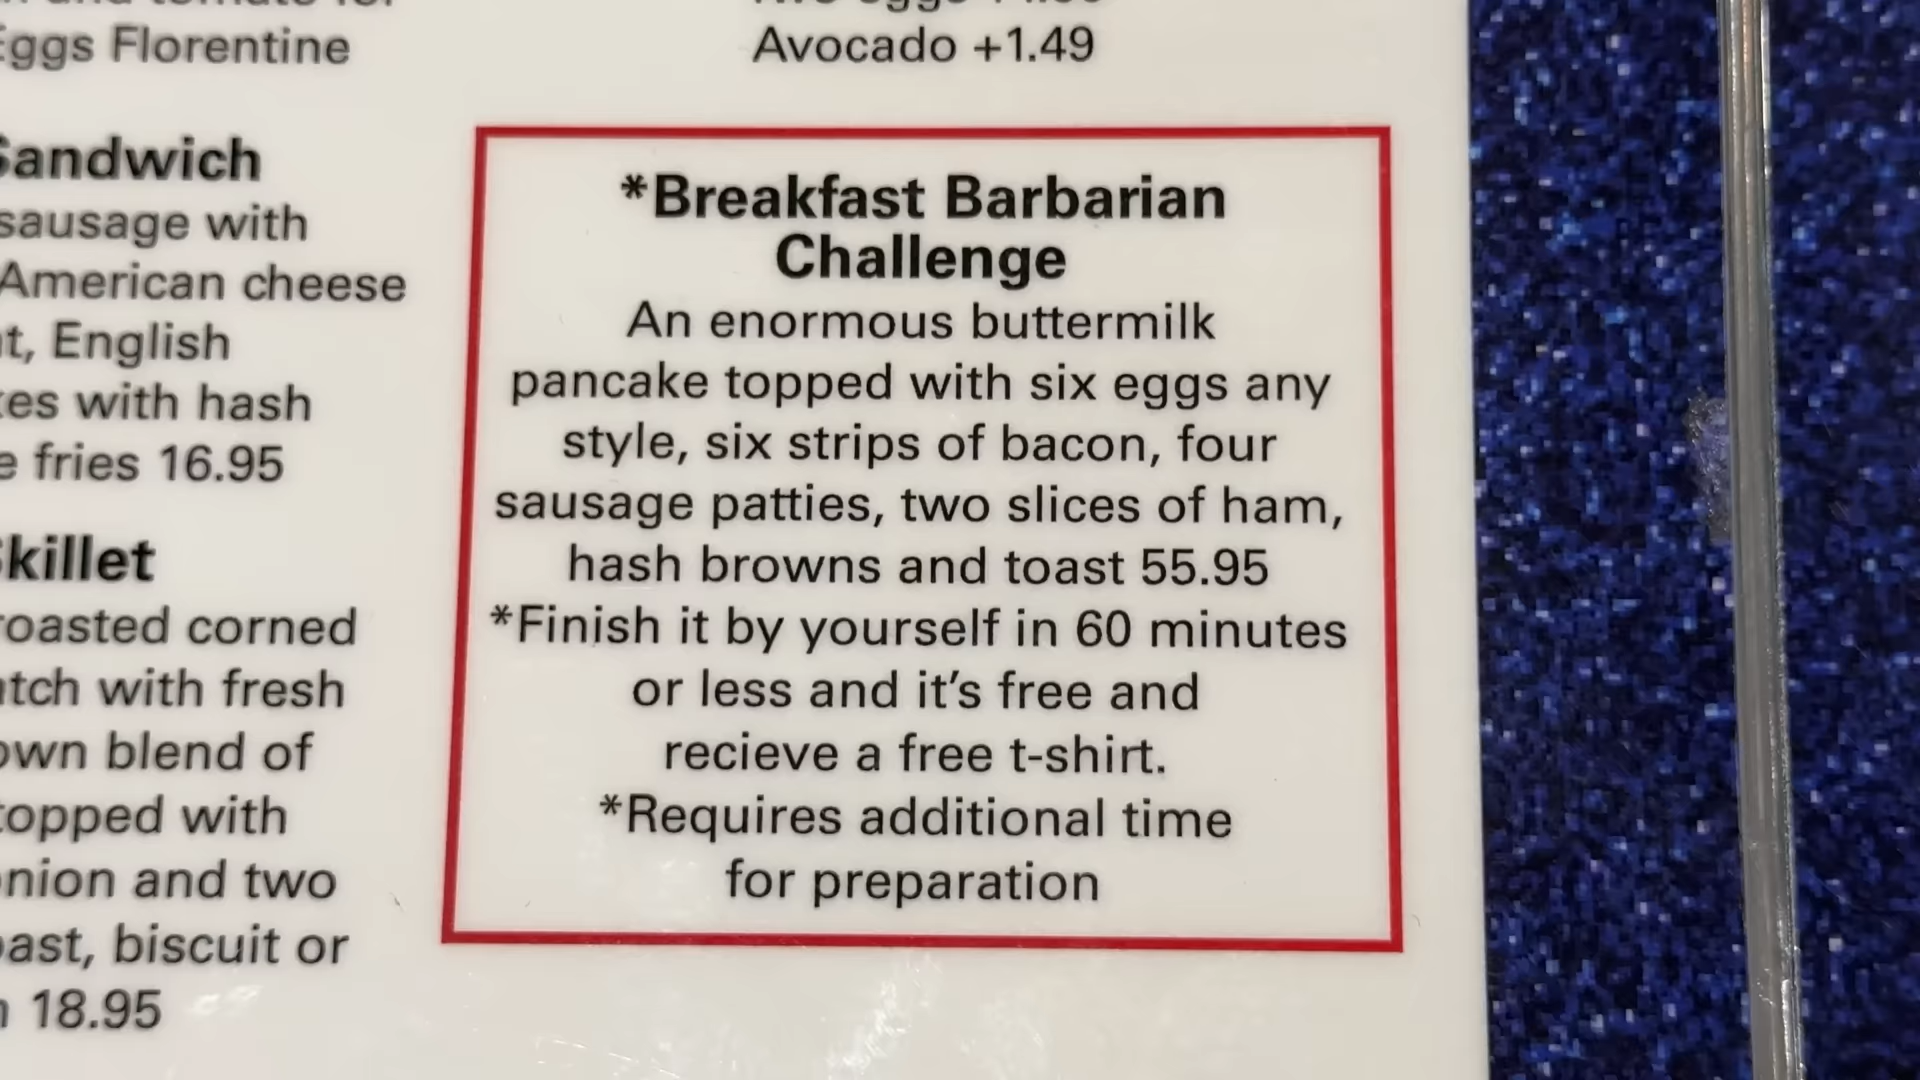 Eggs Florentine
Sandwich
sausage with
American cheese
English
with hash
fries 16.95
Skillet
roasted corned
with fresh
own blend of
topped with
onion and two
toast, biscuit or
18.95
Avocado +1.49
*Breakfast Barbarian
Challenge
An enormous buttermilk
pancake topped with six eggs any
style, six strips of bacon, four
sausage patties, two slices of ham,
hash browns and toast 55.95
*Finish it by yourself in 60 minutes
or less and it's free and
recieve a free t-shirt.
*Requires additional time
for preparation